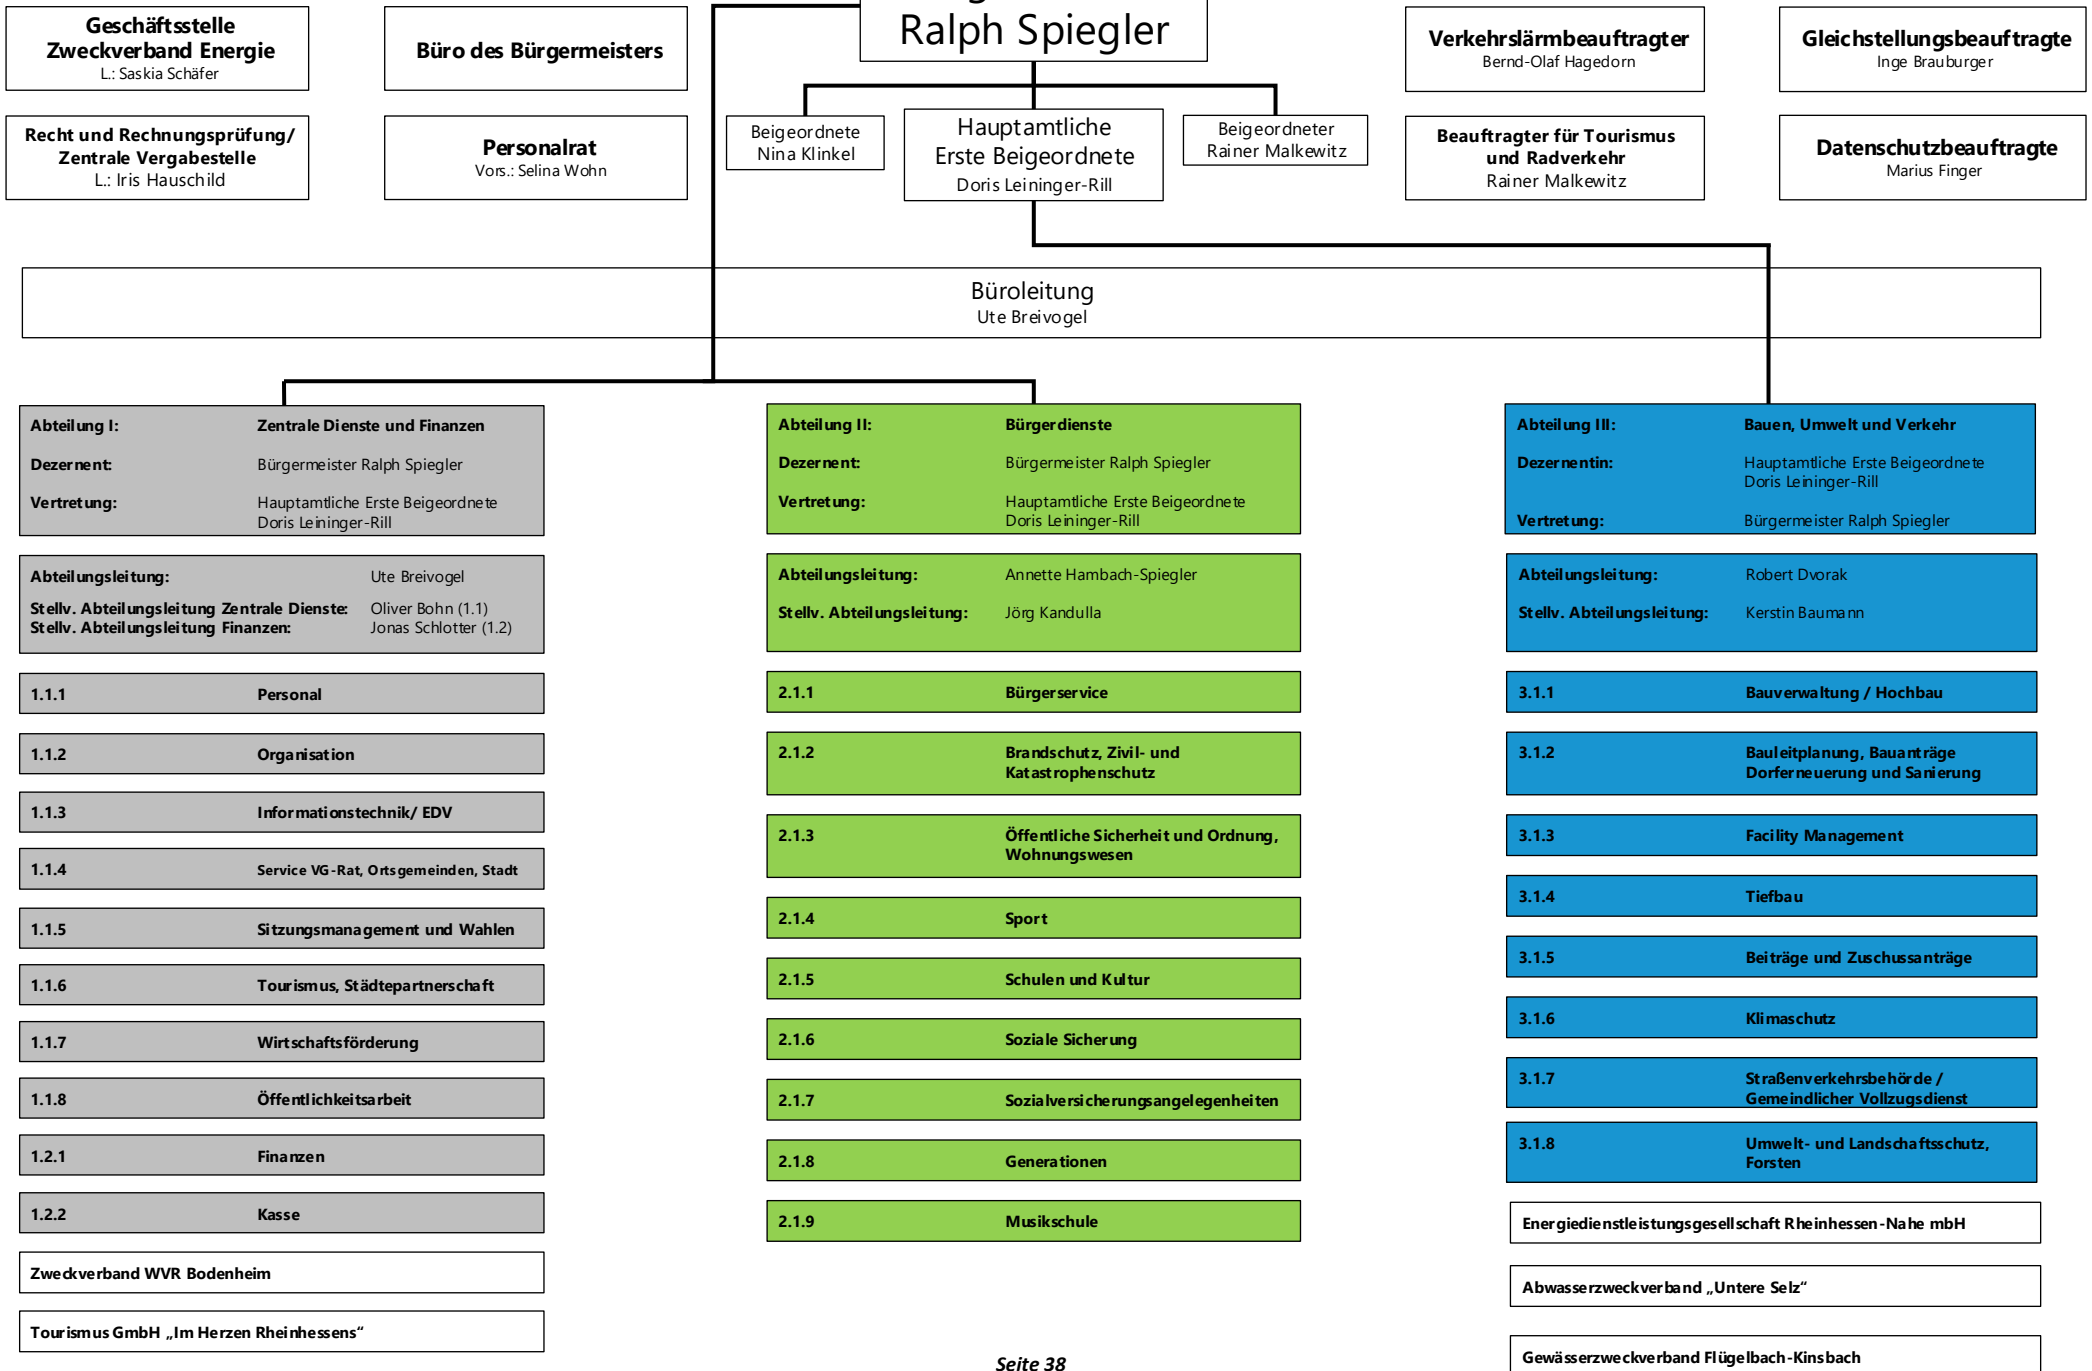 Ralph Spiegler
Geschäftsstelle
Zweckverband Energie
L.: Saskia Schäfer
Büro des Bürgermeisters
Verkehrslärmbeauftragter
Bernd-Olaf Hagedorn
Gleichstellungsbeauftragte
Inge Brauburger
Recht und Rechnungsprüfung/
Zentrale Vergabestelle
L.: Iris Hauschild
Personalrat
Vors.: Selina Wohn
Beigeordnete
Nina Klinkel
Hauptamtliche
Erste Beigeordnete
Doris Leininger-Rill
Beigeordneter
Rainer Malkewitz
Beauftragter für Tourismus
und Radverkehr
Rainer Malkewitz
Datenschutzbeauftragte
Marius Finger
Büroleitung
Ute Breivogel
Abteilung I: Zentrale Dienste und Finanzen
Dezernent: Bürgermeister Ralph Spiegler
Vertretung: Hauptamtliche Erste Beigeordnete
Doris Leininger-Rill
Abteilungsleitung: Ute Breivogel
Stellv. Abteilungsleitung Zentrale Dienste: Oliver Bohn (1.1)
Stellv. Abteilungsleitung Finanzen: Jonas Schlotter (1.2)
1.1.1 Personal
1.1.2 Organisation
1.1.3 Informationstechnik/ EDV
1.1.4 Service VG-Rat, Ortsgemeinden, Stadt
1.1.5 Sitzungsmanagement und Wahlen
1.1.6 Tourismus, Städtepartnerschaft
1.1.7 Wirtschaftsförderung
1.1.8 Öffentlichkeitsarbeit
1.2.1 Finanzen
1.2.2 Kasse
Zweckverband WVR Bodenheim
Tourismus GmbH „Im Herzen Rheinhessens“
Abteilung II: Bürgerdienste
Dezernent: Bürgermeister Ralph Spiegler
Vertretung: Hauptamtliche Erste Beigeordnete
Doris Leininger-Rill
Abteilungsleitung: Annette Hambach-Spiegler
Stellv. Abteilungsleitung: Jörg Kandulla
2.1.1 Bürgerservice
2.1.2 Brandschutz, Zivil- und
Katastrophenschutz
2.1.3 Öffentliche Sicherheit und Ordnung,
Wohnungswesen
2.1.4 Sport
2.1.5 Schulen und Kultur
2.1.6 Soziale Sicherung
2.1.7 Sozialversicherungsangelegenheiten
2.1.8 Generationen
2.1.9 Musikschule
Abteilung III: Bauen, Umwelt und Verkehr
Dezernentin: Hauptamtliche Erste Beigeordnete
Doris Leininger-Rill
Vertretung: Bürgermeister Ralph Spiegler
Abteilungsleitung: Robert Dvorak
Stellv. Abteilungsleitung: Kerstin Baumann
3.1.1 Bauverwaltung / Hochbau
3.1.2 Bauleitplanung, Bauanträge
Dorferneuerung und Sanierung
3.1.3 Facility Management
3.1.4 Tiefbau
3.1.5 Beiträge und Zuschussanträge
3.1.6 Klimaschutz
3.1.7 Straßenverkehrsbehörde /
Gemeindlicher Vollzugsdienst
3.1.8 Umwelt- und Landschaftsschutz,
Forsten
Energiedienstleistungsgesellschaft Rheinhessen-Nahe mbH
Abwasserzweckverband „Untere Selz“
Gewässerzweckverband Flügelbach-Kinsbach
Seite 38